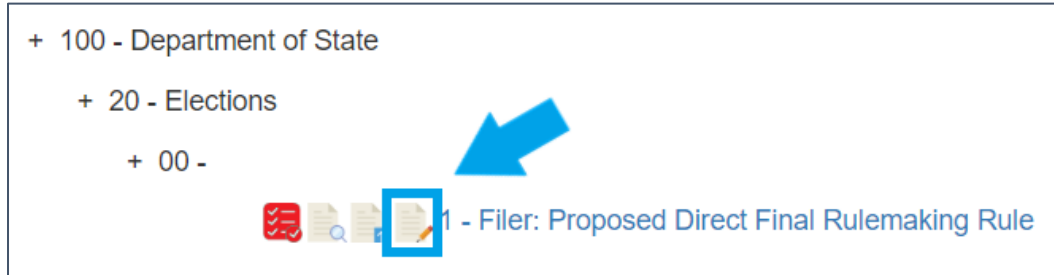 + 100 - Department of State
+ 20 - Elections
+ 00 -
1 - Filer: Proposed Direct Final Rulemaking Rule